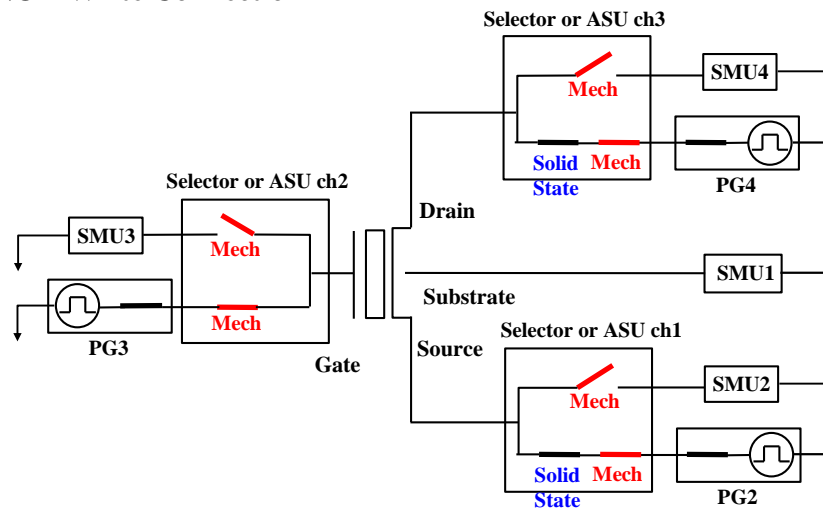 Selector or ASU ch3
SMU4
Mech
Solid
State
Mech
PG4
Selector or ASU ch2
Drain
SMU3
Mech
SMU1
Substrate
Mech
PG3
Gate
Source
Selector or ASU ch1
SMU2
Mech
Solid
State
Mech
PG2